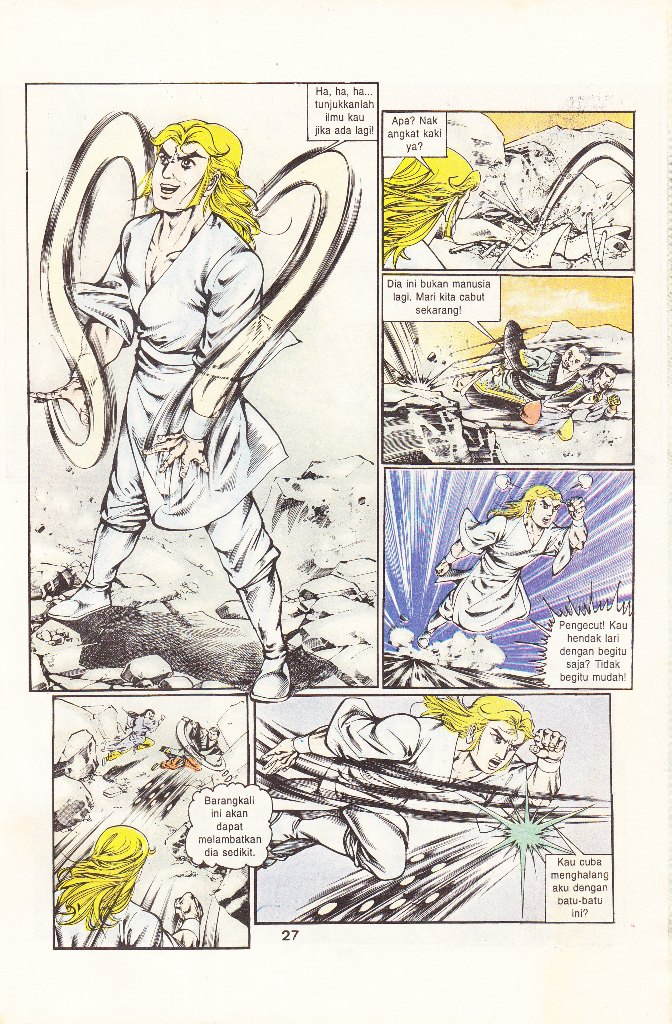 Ha, ha, ha...
tunjukkanlah
ilmu kau
jika ada lagi!
Apa? Nak
angkat kaki
ya?
Dia ini bukan manusia
lagi. Mari kita cabut
sekarang!
Pengecut! Kau
hendak lari
dengan begitu
saja? Tidak
begitu mudah!
Barangkali
ini akan
dapat
melambatkan
dia sedikit.
Kau cuba
menghalang
aku dengan
batu-batu
ini?
27